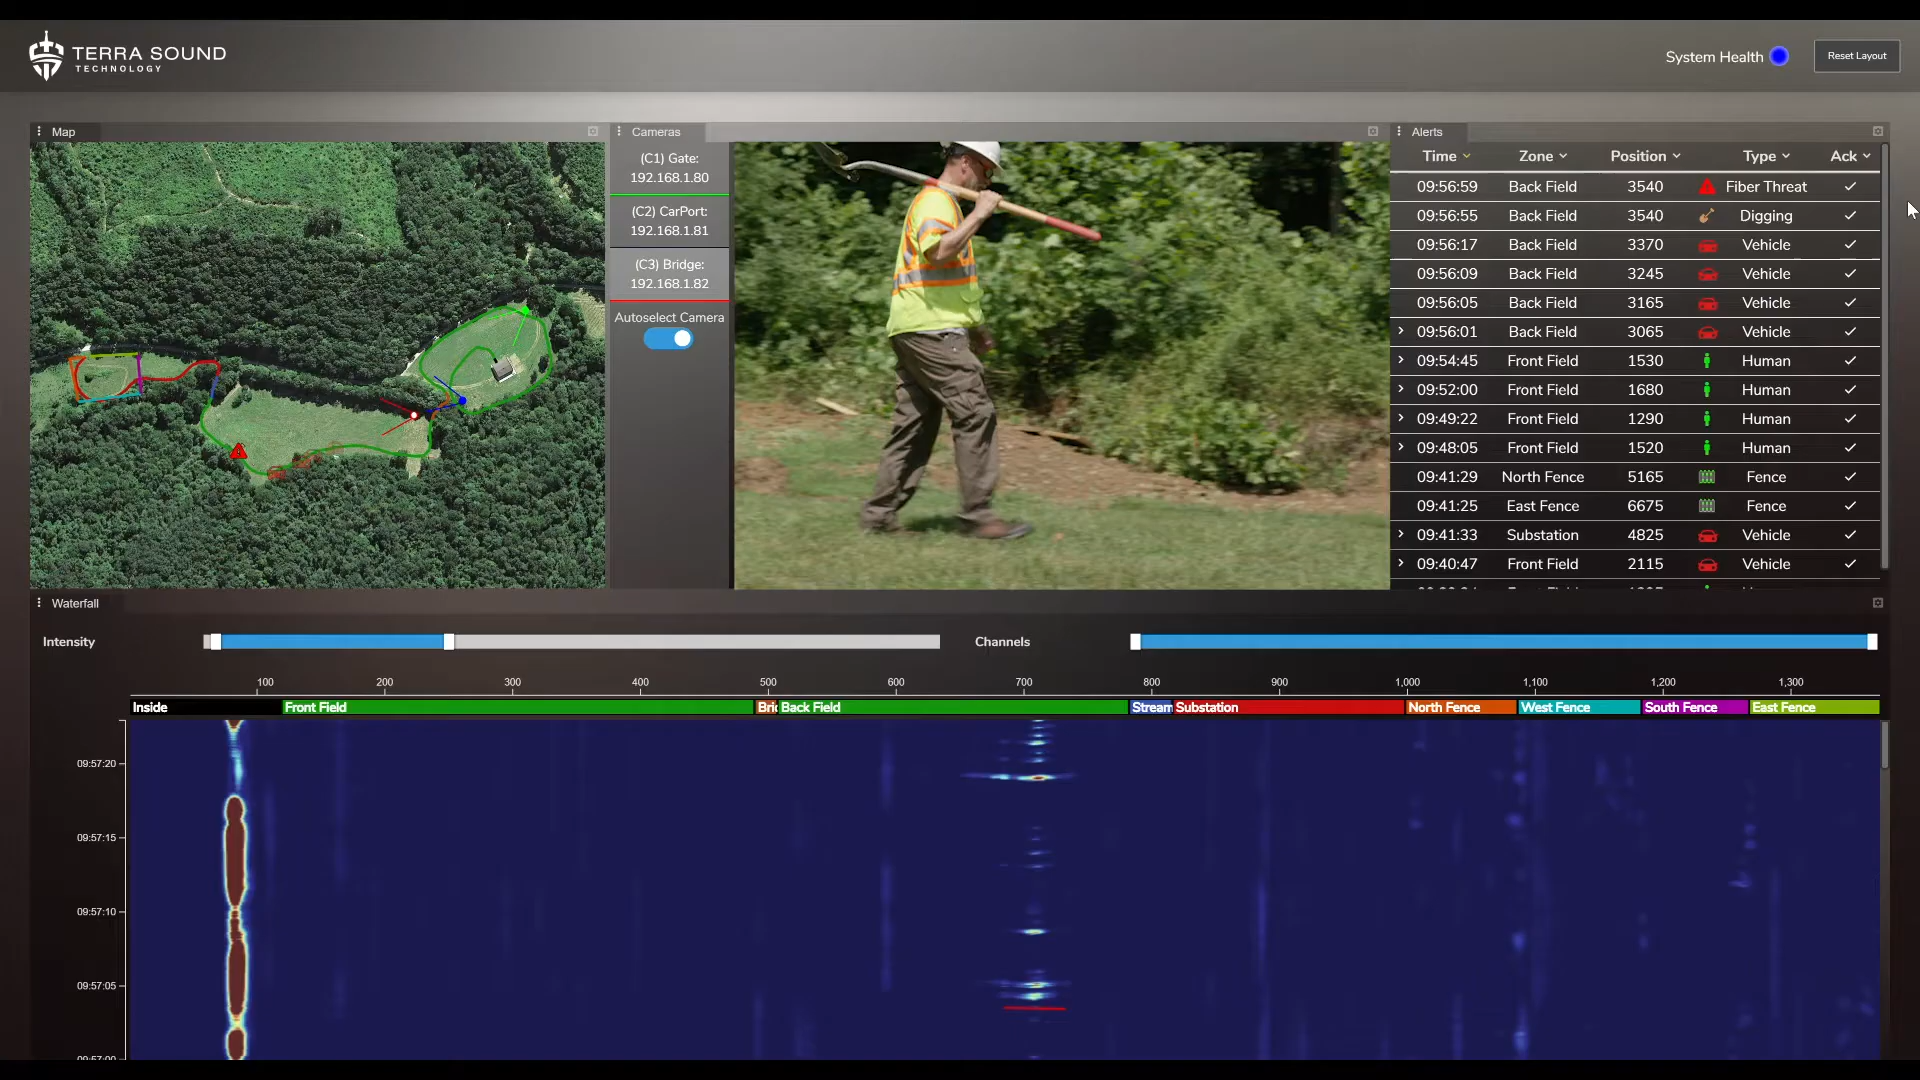 TERRA SOUND
TECHNOLOGY
System Health
Reset Layout
Map
Cameras
Alerts
(C1) Gate:
192.168.1.80
(C2) CarPort:
192.168.1.81
(C3) Bridge:
192.168.1.82
Autoselect Camera
Time Zone Position Type Ack
09:56:59 Back Field 3540 Fiber Threat
09:56:55 Back Field 3540 Digging
09:56:17 Back Field 3370 Vehicle
09:56:09 Back Field 3245 Vehicle
09:56:05 Back Field 3165 Vehicle
09:56:01 Back Field 3065 Vehicle
09:54:45 Front Field 1530 Human
09:52:00 Front Field 1680 Human
09:49:22 Front Field 1290 Human
09:48:05 Front Field 1520 Human
09:41:29 North Fence 5165 Fence
09:41:25 East Fence 6675 Fence
09:41:33 Substation 4825 Vehicle
09:40:47 Front Field 2115 Vehicle
Waterfall
Intensity
Channels
100 200 300 400 500 600 700 800 900 1,000 1,100 1,200 1,300
Inside Front Field Bri Back Field Stream Substation North Fence West Fence South Fence East Fence
09:57:20
09:57:15
09:57:10
09:57:05
09:57:00